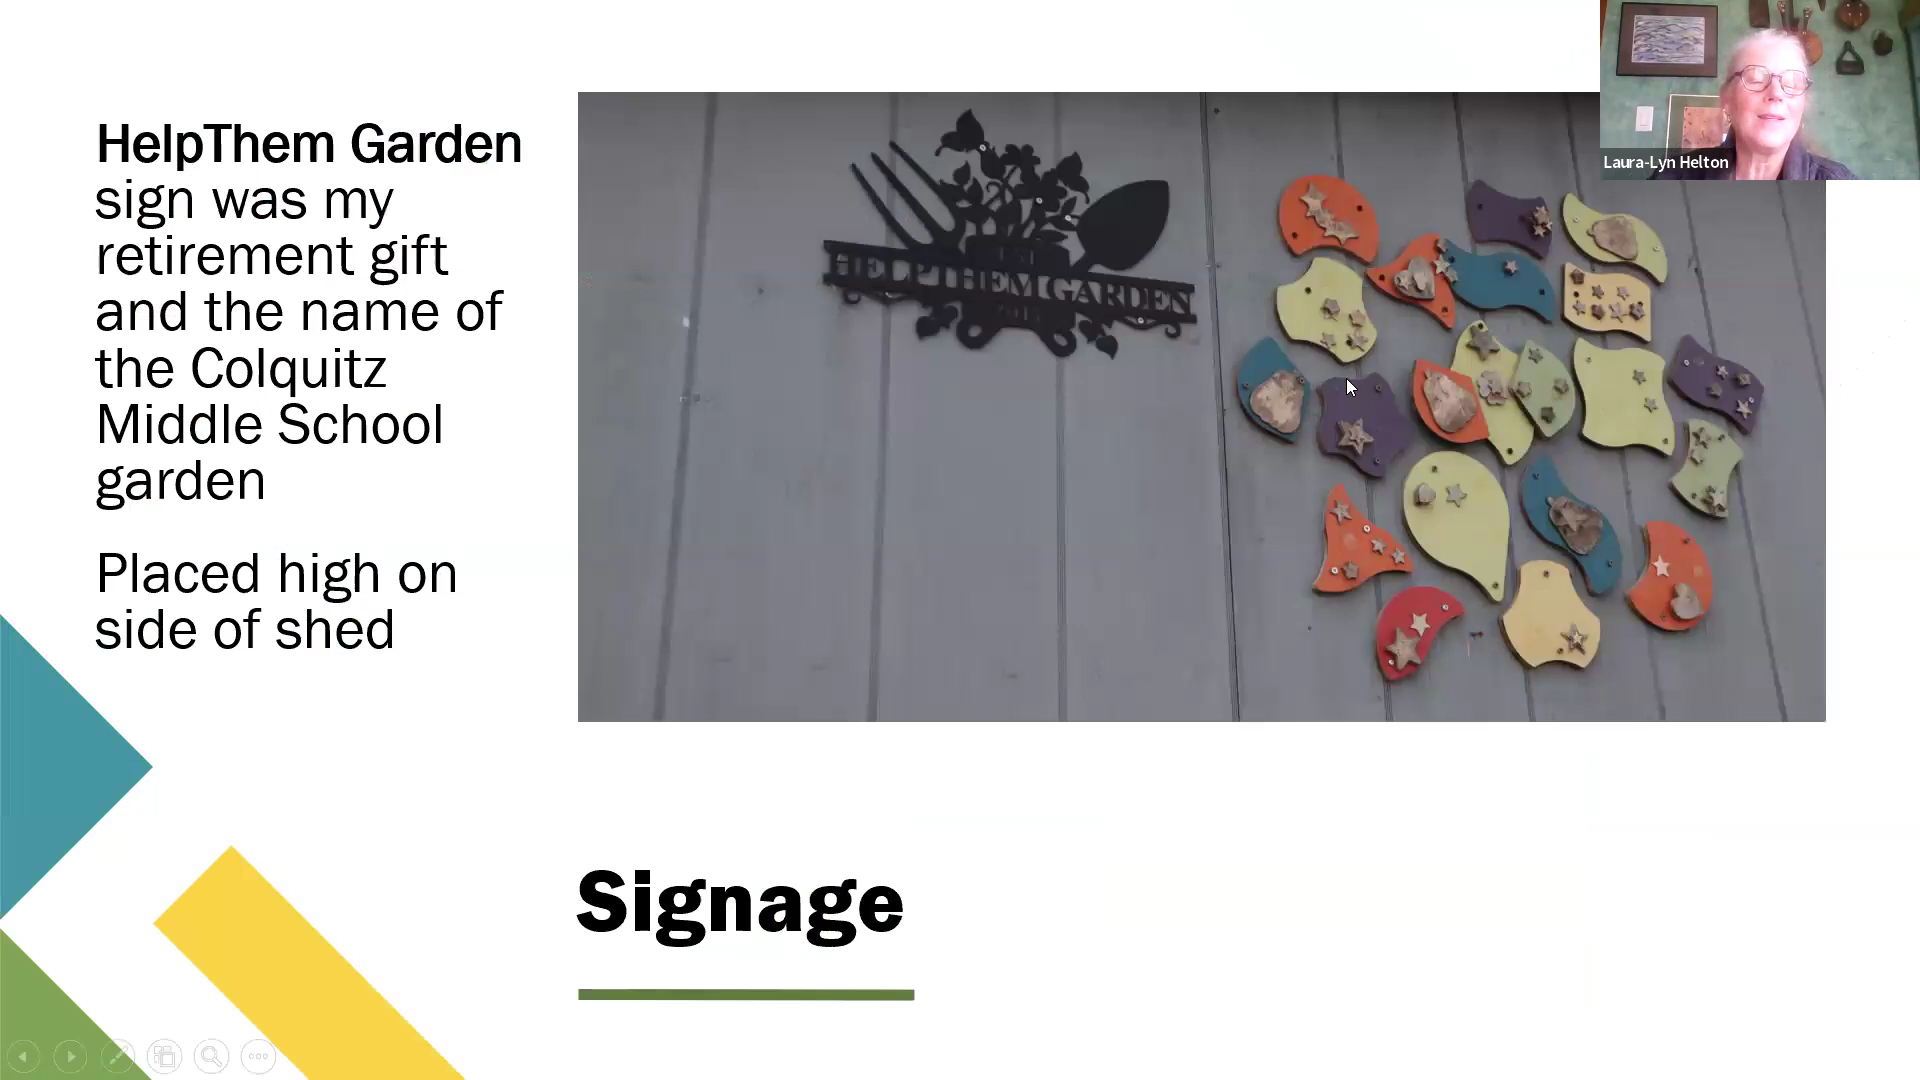 HelpThem Garden
sign was my
retirement gift
and the name of
the Colquitz
Middle School
garden
Placed high on
side of shed
EST
HELPTHEM GARDEN
Laura-Lyn Helton
Signage